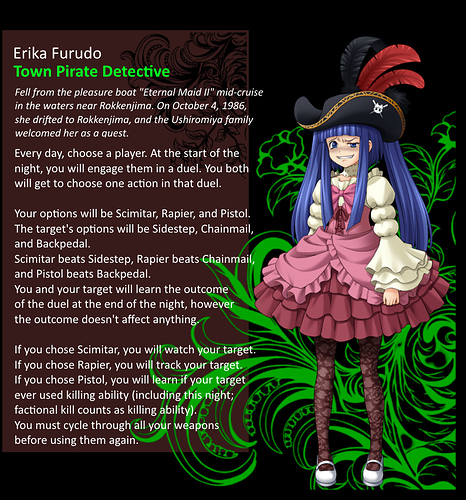 Erika Furudo
Town Pirate Detective
Fell from the pleasure boat "Eternal Maid II" mid-cruise
in the waters near Rokkenjima. On October 4, 1986,
she drifted to Rokkenjima, and the Ushiromiya family
welcomed her as a guest.
Every day, choose a player. At the start of the
night, you will engage them in a duel. You both
will get to choose one action in that duel.
Your options will be Scimitar, Rapier, and Pistol.
The target's options will be Sidestep, Chainmail,
and Backpedal.
Scimitar beats Sidestep, Rapier beats Chainmail,
and Pistol beats Backpedal.
You and your target will learn the outcome
of the duel at the end of the night, however
the outcome doesn't affect anything.
If you chose Scimitar, you will watch your target.
If you chose Rapier, you will track your target.
If you chose Pistol, you will learn if your target
ever used killing ability (including this night;
factional kill counts as killing ability).
You must cycle through all your weapons
before using them again.